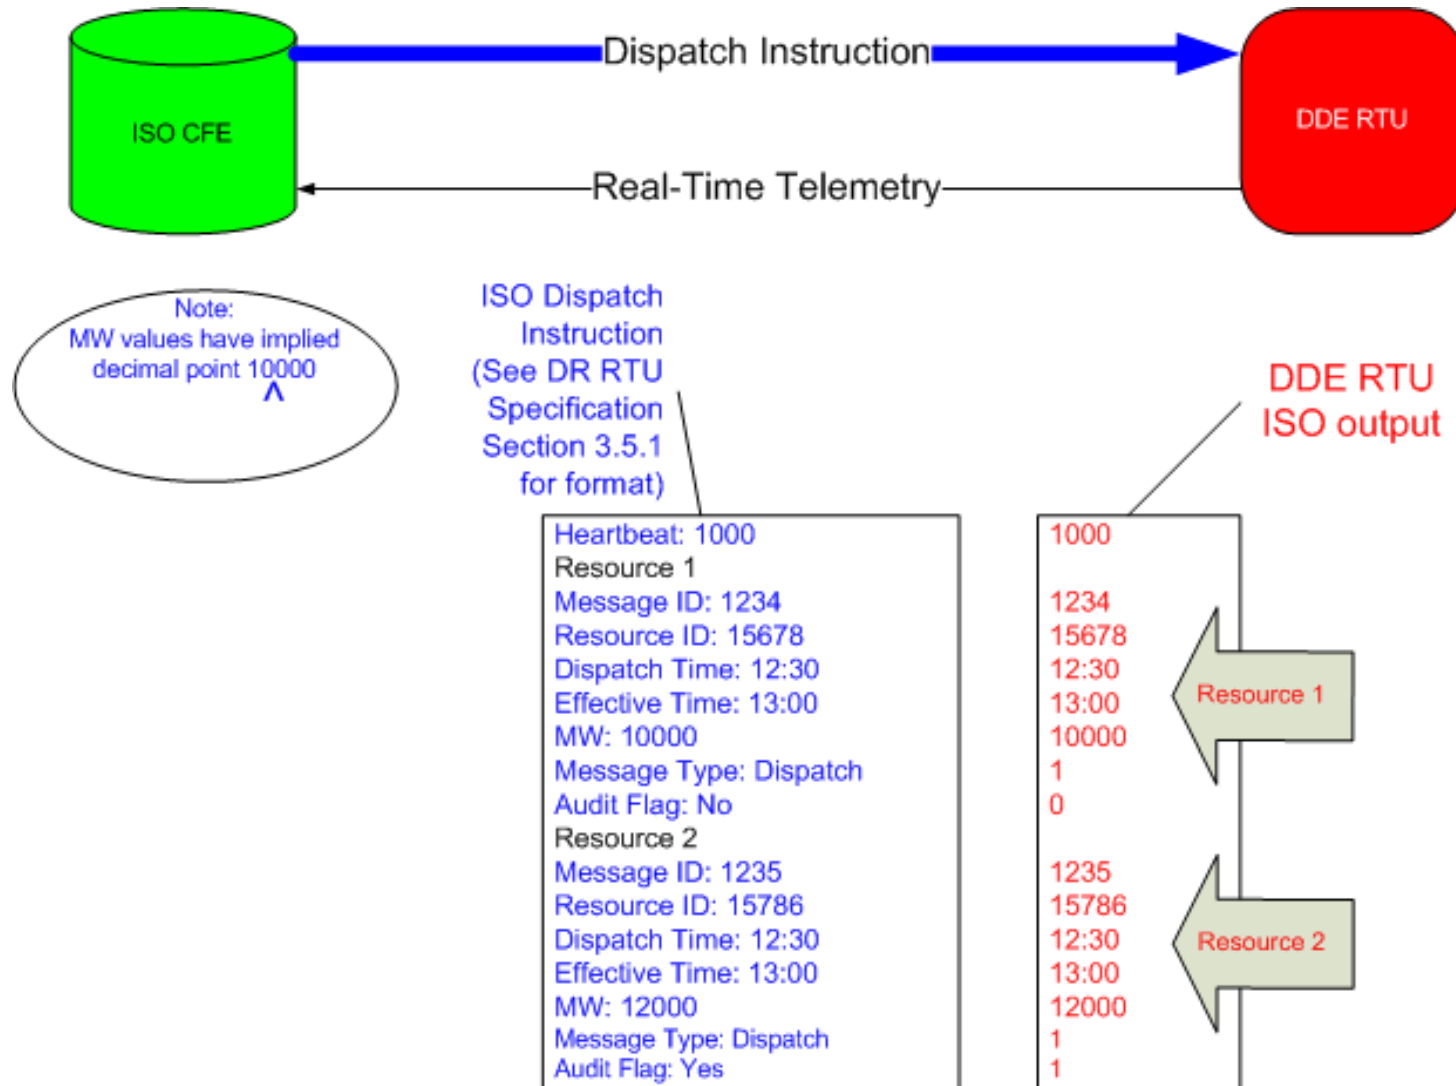 Dispatch Instruction
ISO CFE
DDE RTU
Real-Time Telemetry
Note:
MW values have implied
decimal point 10000
^
ISO Dispatch
Instruction
(See DR RTU
Specification
Section 3.5.1
for format)
DDE RTU
ISO output
Heartbeat: 1000
Resource 1
Message ID: 1234
Resource ID: 15678
Dispatch Time: 12:30
Effective Time: 13:00
MW: 10000
Message Type: Dispatch
Audit Flag: No
Resource 2
Message ID: 1235
Resource ID: 15786
Dispatch Time: 12:30
Effective Time: 13:00
MW: 12000
Message Type: Dispatch
Audit Flag: Yes
1000
1234
15678
12:30
13:00
10000
1
0
1235
15786
12:30
13:00
12000
1
1
Resource 1
Resource 2